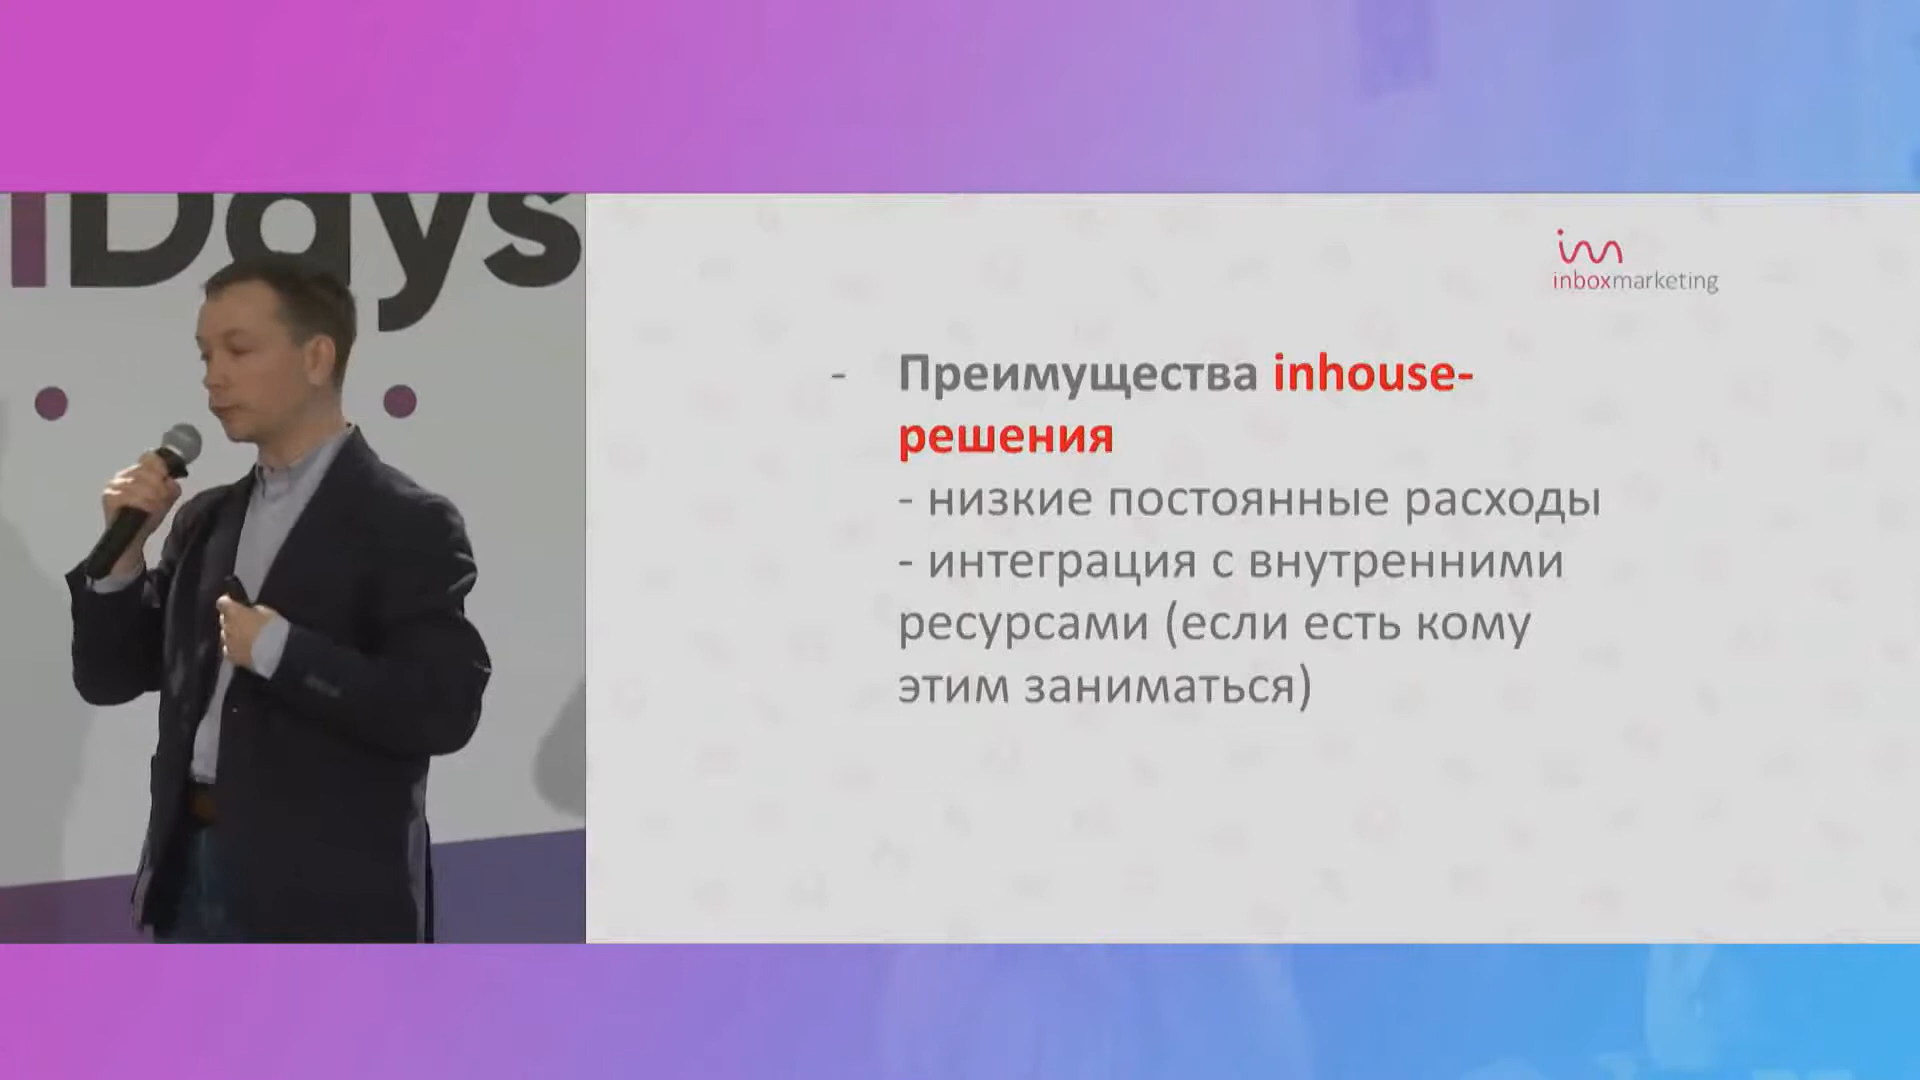 Days
inboxmarketing
- Преимущества inhouse-
решения
- низкие постоянные расходы
- интеграция с внутренними
ресурсами (если есть кому
этим заниматься)